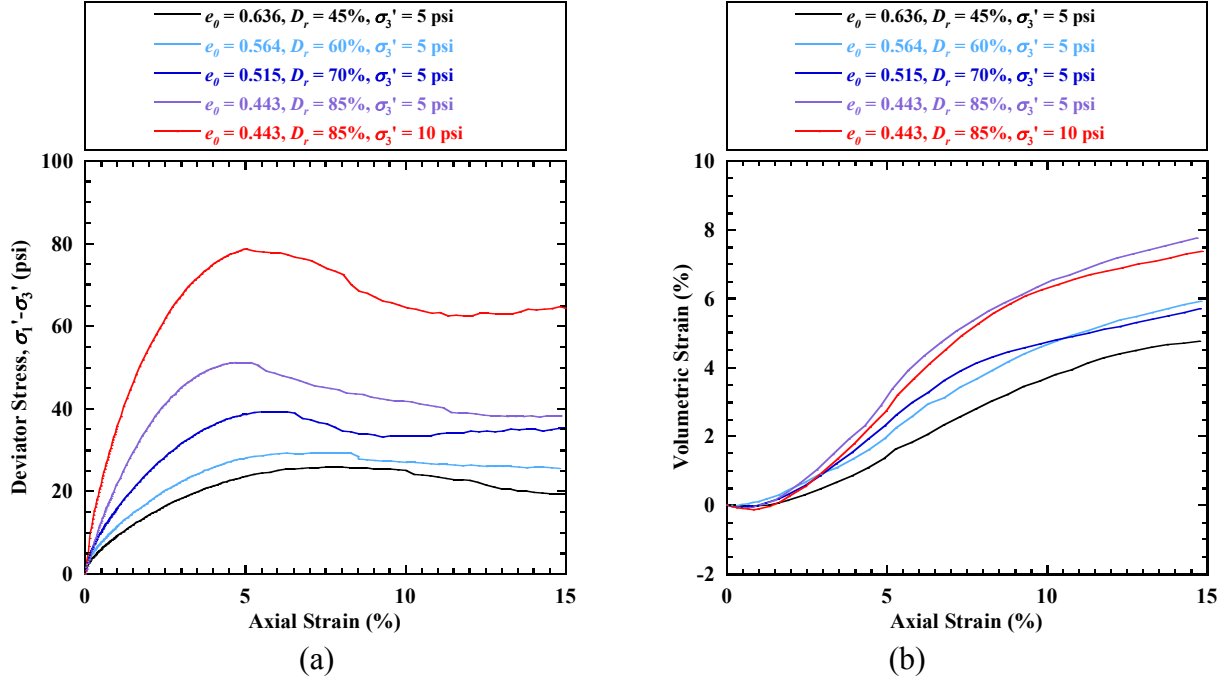 e0 = 0.636, Dr = 45%, σ3' = 5 psi
e0 = 0.564, Dr = 60%, σ3' = 5 psi
e0 = 0.515, Dr = 70%, σ3' = 5 psi
e0 = 0.443, Dr = 85%, σ3' = 5 psi
e0 = 0.443, Dr = 85%, σ3' = 10 psi
100
80
60
40
20
0
Deviator Stress, σ1'-σ3' (psi)
0 5 10 15
Axial Strain (%)
(a)
e0 = 0.636, Dr = 45%, σ3' = 5 psi
e0 = 0.564, Dr = 60%, σ3' = 5 psi
e0 = 0.515, Dr = 70%, σ3' = 5 psi
e0 = 0.443, Dr = 85%, σ3' = 5 psi
e0 = 0.443, Dr = 85%, σ3' = 10 psi
10
8
6
4
2
0
-2
Volumetric Strain (%)
0 5 10 15
Axial Strain (%)
(b)